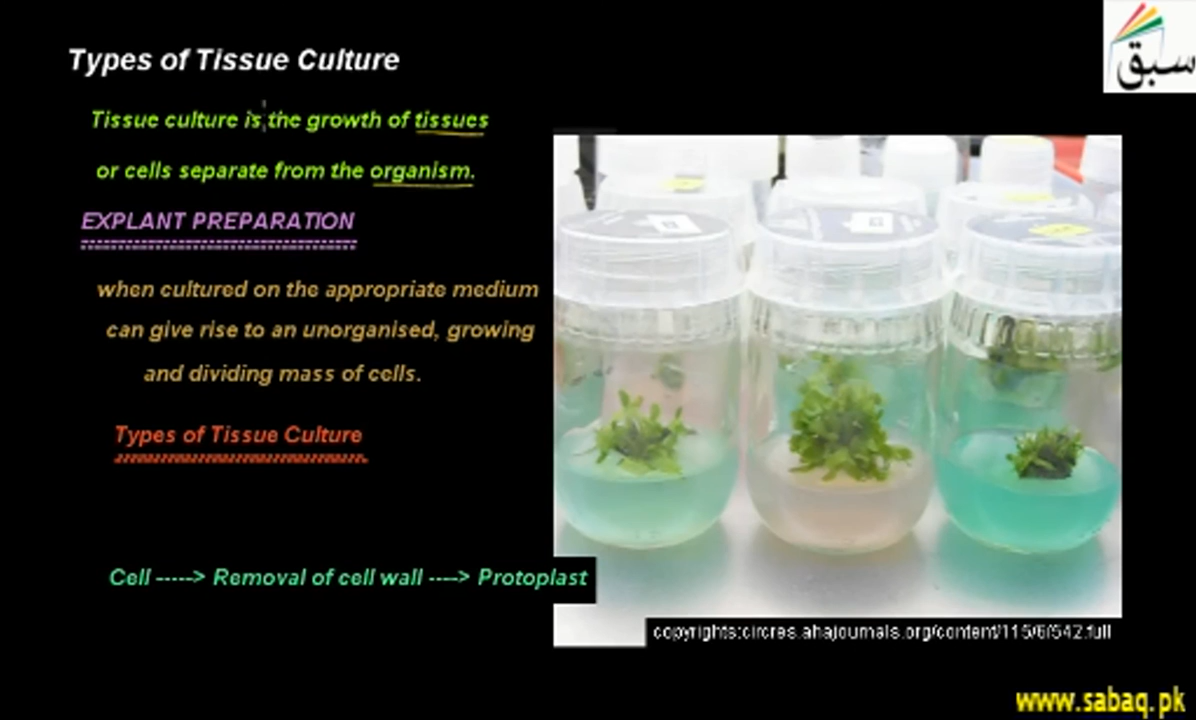 Types of Tissue Culture
سبق
Tissue culture is the growth of tissues
or cells separate from the organism.
EXPLANT PREPARATION
when cultured on the appropriate medium
can give rise to an unorganised, growing
and dividing mass of cells.
Types of Tissue Culture
Cell -----> Removal of cell wall ----> Protoplast
copyrights:circres.ahajournals.org/content/115/6/542.full
www.sabaq.pk